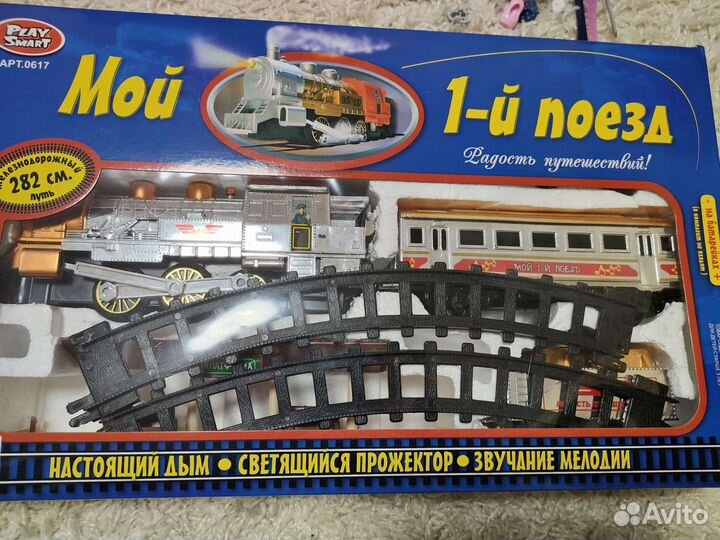 PLAY
SMART
АРТ.0617
Мой
1-й поезд
Радость путешествий!
железнодорожный
282 см.
путь
- на батарейках +
МОЙ 1-Й ПОЕЗД
НАСТОЯЩИЙ ДЫМ • СВЕТЯЩИЙСЯ ПРОЖЕКТОР • ЗВУЧАНИЕ МЕЛОДИИ
Avito